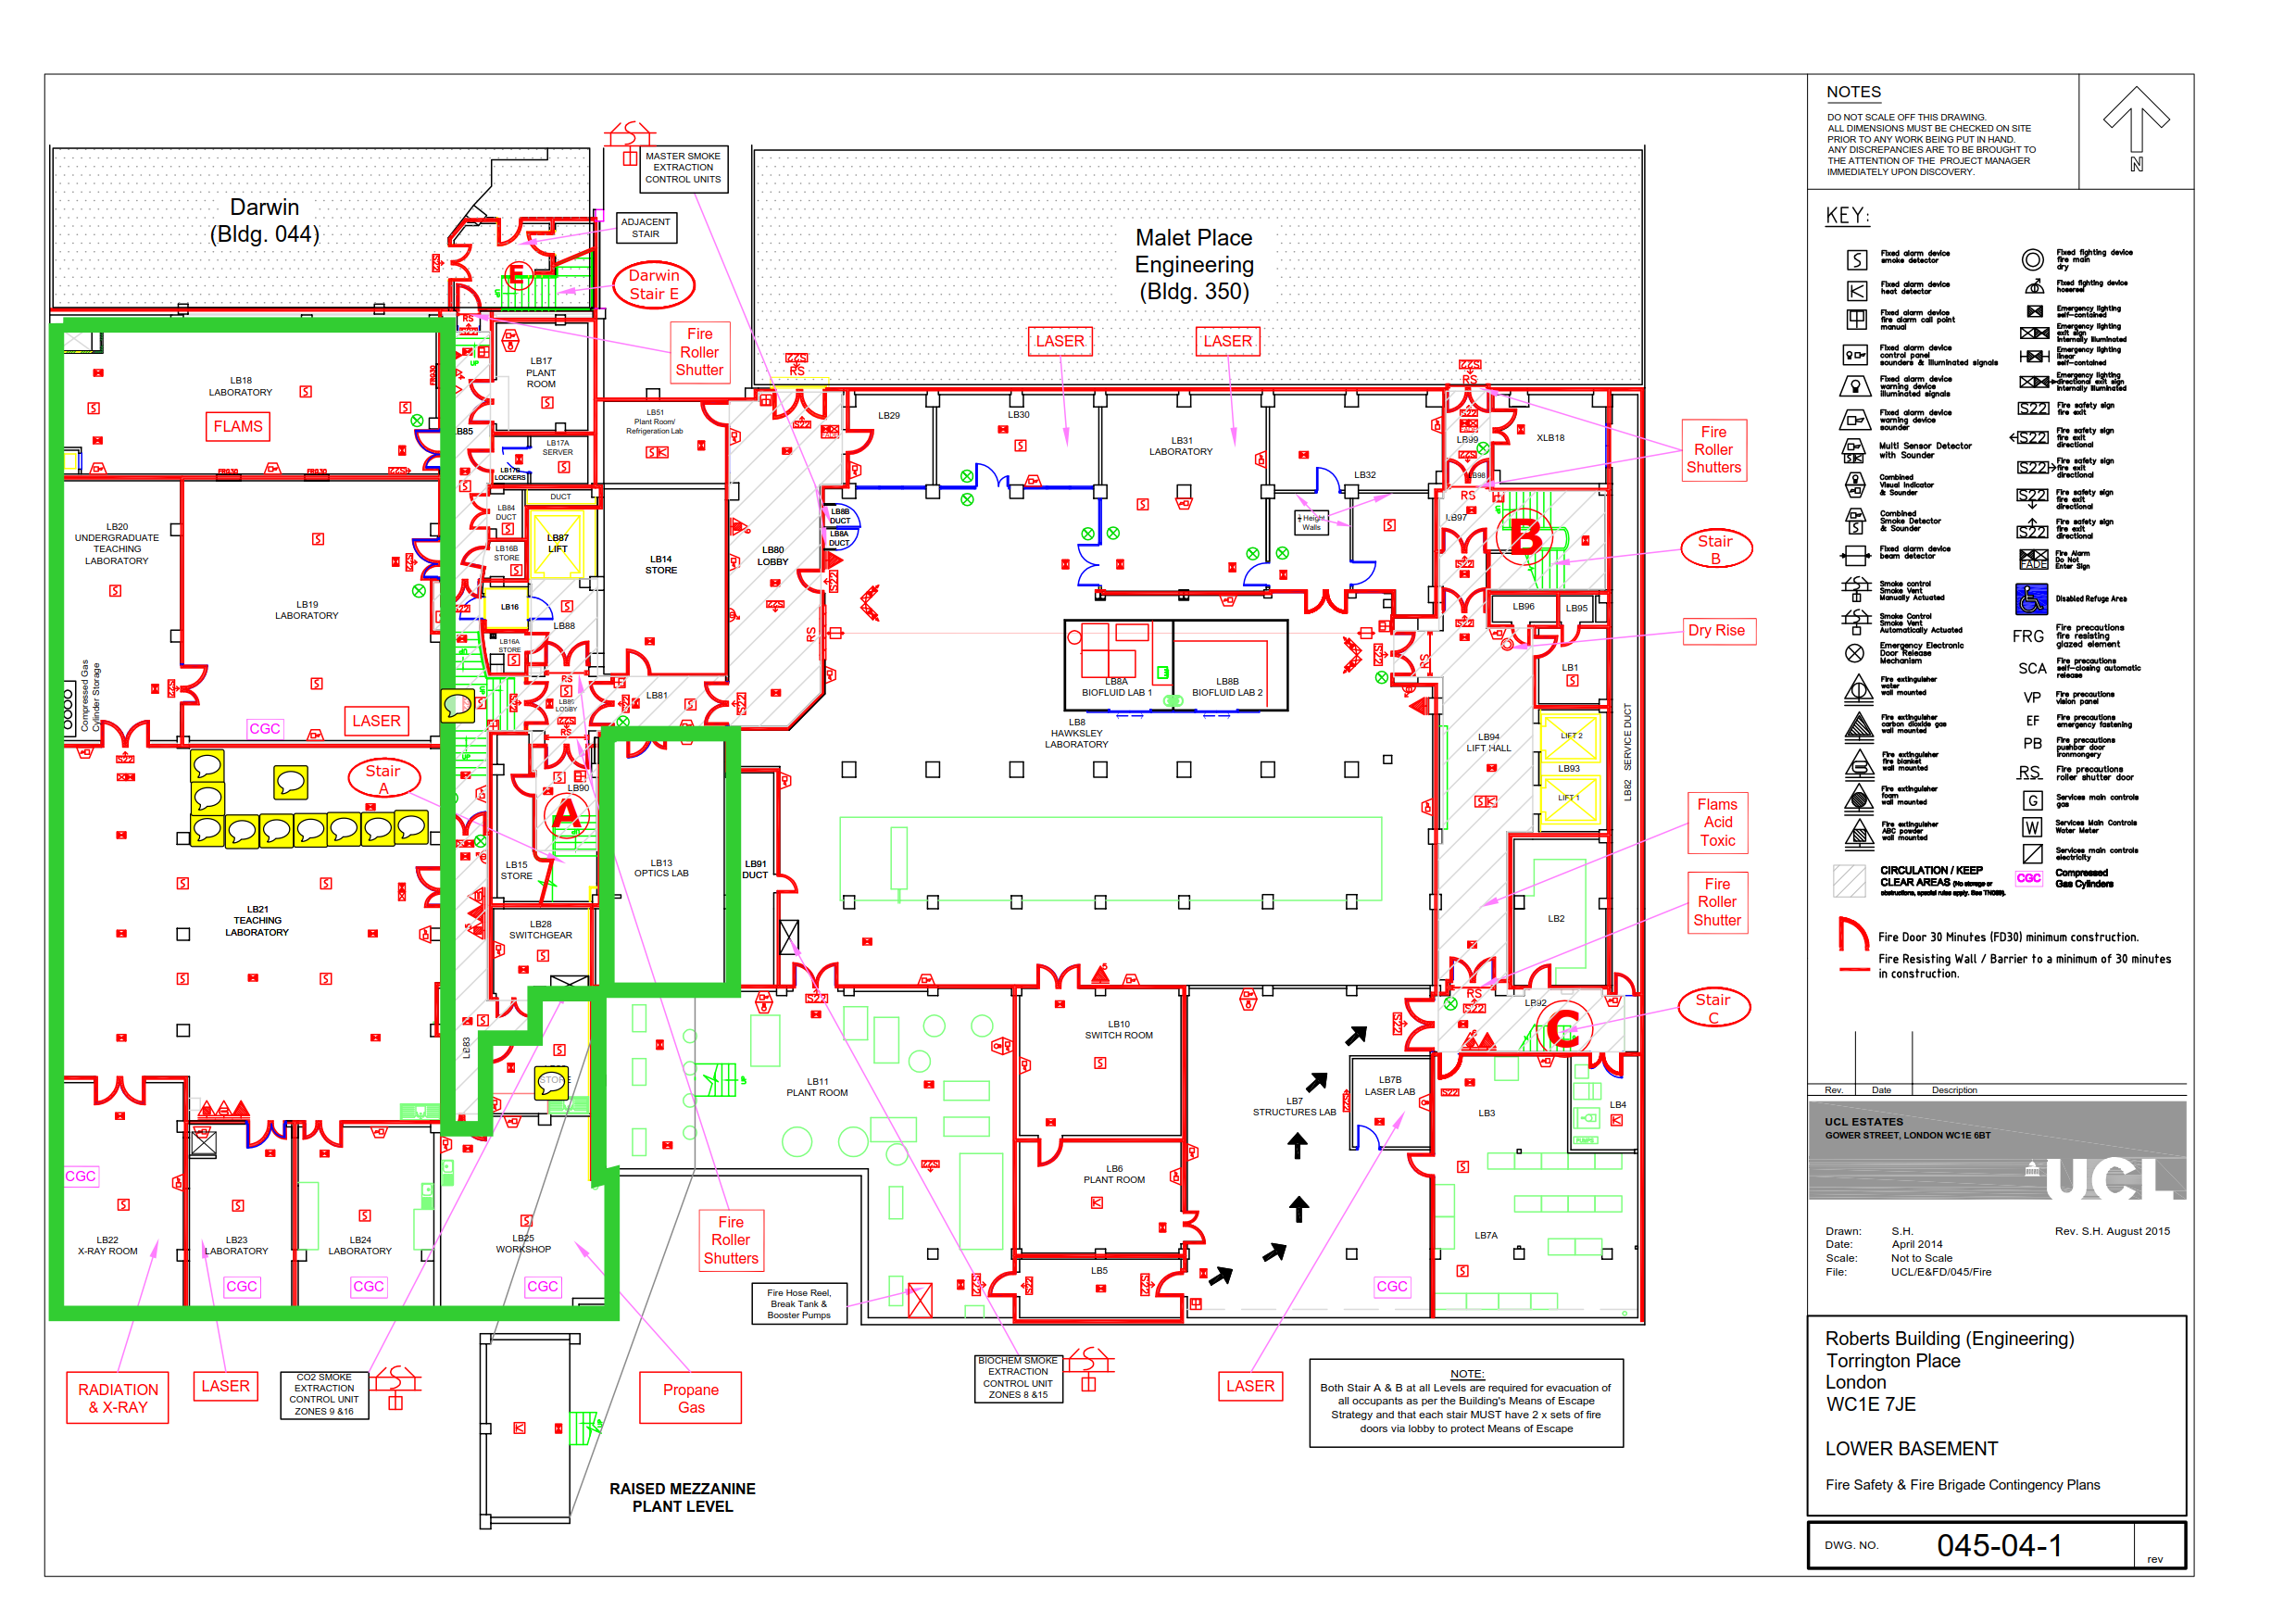 NOTES
DO NOT SCALE OFF THIS DRAWING.
ALL DIMENSIONS MUST BE CHECKED ON SITE
PRIOR TO ANY WORK BEING PUT IN HAND.
ANY DISCREPANCIES ARE TO BE BROUGHT TO
THE ATTENTION OF THE PROJECT MANAGER
IMMEDIATELY UPON DISCOVERY.
N
KEY:
Fixed alarm device
smoke detector
Fixed alarm device
heat detector
Fixed alarm device
fire alarm call point
manual
Fixed alarm device
control panel
sounders & illuminated signals
Fixed alarm device
warning device
illuminated signals
Fixed alarm device
warning device
sounder
Multi Sensor Detector
with Sounder
Combined
Visual Indicator
& Sounder
Combined
Smoke Detector
& Sounder
Fixed alarm device
beam detector
Smoke control
Smoke Vent
Manually Actuated
Smoke Control
Smoke Vent
Automatically Actuated
Emergency Electronic
Door Release
Mechanism
Fire extinguisher
water
wall mounted
Fire extinguisher
carbon dioxide gas
wall mounted
Fire extinguisher
fire blanket
wall mounted
Fire extinguisher
foam
wall mounted
Fire extinguisher
ABC powder
wall mounted
CIRCULATION / KEEP
CLEAR AREAS (No storage or
obstructions, special rules apply. See TN086).
Fixed fighting device
fire main
dry
Fixed fighting device
hosereel
Emergency lighting
self-contained
Emergency lighting
exit sign
internally illuminated
Emergency lighting
linear
self-contained
Emergency lighting
directional exit sign
internally illuminated
S22 Fire safety sign
fire exit
S22 Fire safety sign
fire exit
directional
S22 Fire safety sign
fire exit
directional
S22 Fire safety sign
fire exit
directional
S22 Fire safety sign
fire exit
directional
FADE Fire Alarm
Do Not
Enter Sign
Disabled Refuge Area
FRG Fire precautions
fire resisting
glazed element
SCA Fire precautions
self-closing automatic
release
VP Fire precautions
vision panel
EF Fire precautions
emergency fastening
PB Fire precautions
pushbar door
ironmongery
RS Fire precautions
roller shutter door
G Services main controls
gas
W Services Main Controls
Water Meter
Services main controls
electricity
CGC Compressed
Gas Cylinders
Fire Door 30 Minutes (FD30) minimum construction.
Fire Resisting Wall / Barrier to a minimum of 30 minutes
in construction.
Rev. Date Description
UCL ESTATES
GOWER STREET, LONDON WC1E 6BT
UCL
Drawn: S.H. Rev. S.H. August 2015
Date: April 2014
Scale: Not to Scale
File: UCL/E&FD/045/Fire
Roberts Building (Engineering)
Torrington Place
London
WC1E 7JE
LOWER BASEMENT
Fire Safety & Fire Brigade Contingency Plans
DWG. NO. 045-04-1 rev
Darwin
(Bldg. 044)
MASTER SMOKE
EXTRACTION
CONTROL UNITS
ADJACENT
STAIR
E
Darwin
Stair E
Fire
Roller
Shutter
Malet Place
Engineering
(Bldg. 350)
LASER
LASER
Fire
Roller
Shutters
LB18
LABORATORY
FLAMS
LB17
PLANT
ROOM
LB85
LB17A
SERVER
LB17B
LOCKERS
LB51
Plant Room/
Refrigeration Lab
DUCT
LB84
DUCT
LB16B
STORE
LB87
LIFT
LB16
LB16A
STORE
LB88
LB14
STORE
LB80
LOBBY
LB8B
DUCT
LB8A
DUCT
LB29
LB30
LB31
LABORATORY
LB32
Height
Walls
LB99
LB98
XLB18
LB97
B
Stair
B
LB96
LB95
Dry Rise
LB1
LB20
UNDERGRADUATE
TEACHING
LABORATORY
Compressed Gas
Cylinder Storage
LB19
LABORATORY
LASER
CGC
LB81
LB89
LOBBY
LB8A
BIOFLUID LAB 1
LB8B
BIOFLUID LAB 2
LB8
HAWKSLEY
LABORATORY
LB94
LIFT HALL
LIFT 2
LB93
LIFT 1
LB82 SERVICE DUCT
Stair
A
A
LB90
LB15
STORE
LB13
OPTICS LAB
LB91
DUCT
Flams
Acid
Toxic
Fire
Roller
Shutter
LB2
LB21
TEACHING
LABORATORY
LB28
SWITCHGEAR
LB83
STORE
LB92
C
Stair
C
LB10
SWITCH ROOM
LB11
PLANT ROOM
LB7
STRUCTURES LAB
LB7B
LASER LAB
LB3
LB4
LB6
PLANT ROOM
LB5
LB7A
CGC
CGC
LB22
X-RAY ROOM
LB23
LABORATORY
CGC
LB24
LABORATORY
CGC
LB25
WORKSHOP
CGC
Fire
Roller
Shutters
Fire Hose Reel,
Break Tank &
Booster Pumps
RADIATION
& X-RAY
LASER
CO2 SMOKE
EXTRACTION
CONTROL UNIT
ZONES 9 &16
Propane
Gas
BIOCHEM SMOKE
EXTRACTION
CONTROL UNIT
ZONES 8 &15
LASER
NOTE:
Both Stair A & B at all Levels are required for evacuation of
all occupants as per the Building's Means of Escape
Strategy and that each stair MUST have 2 x sets of fire
doors via lobby to protect Means of Escape
RAISED MEZZANINE
PLANT LEVEL